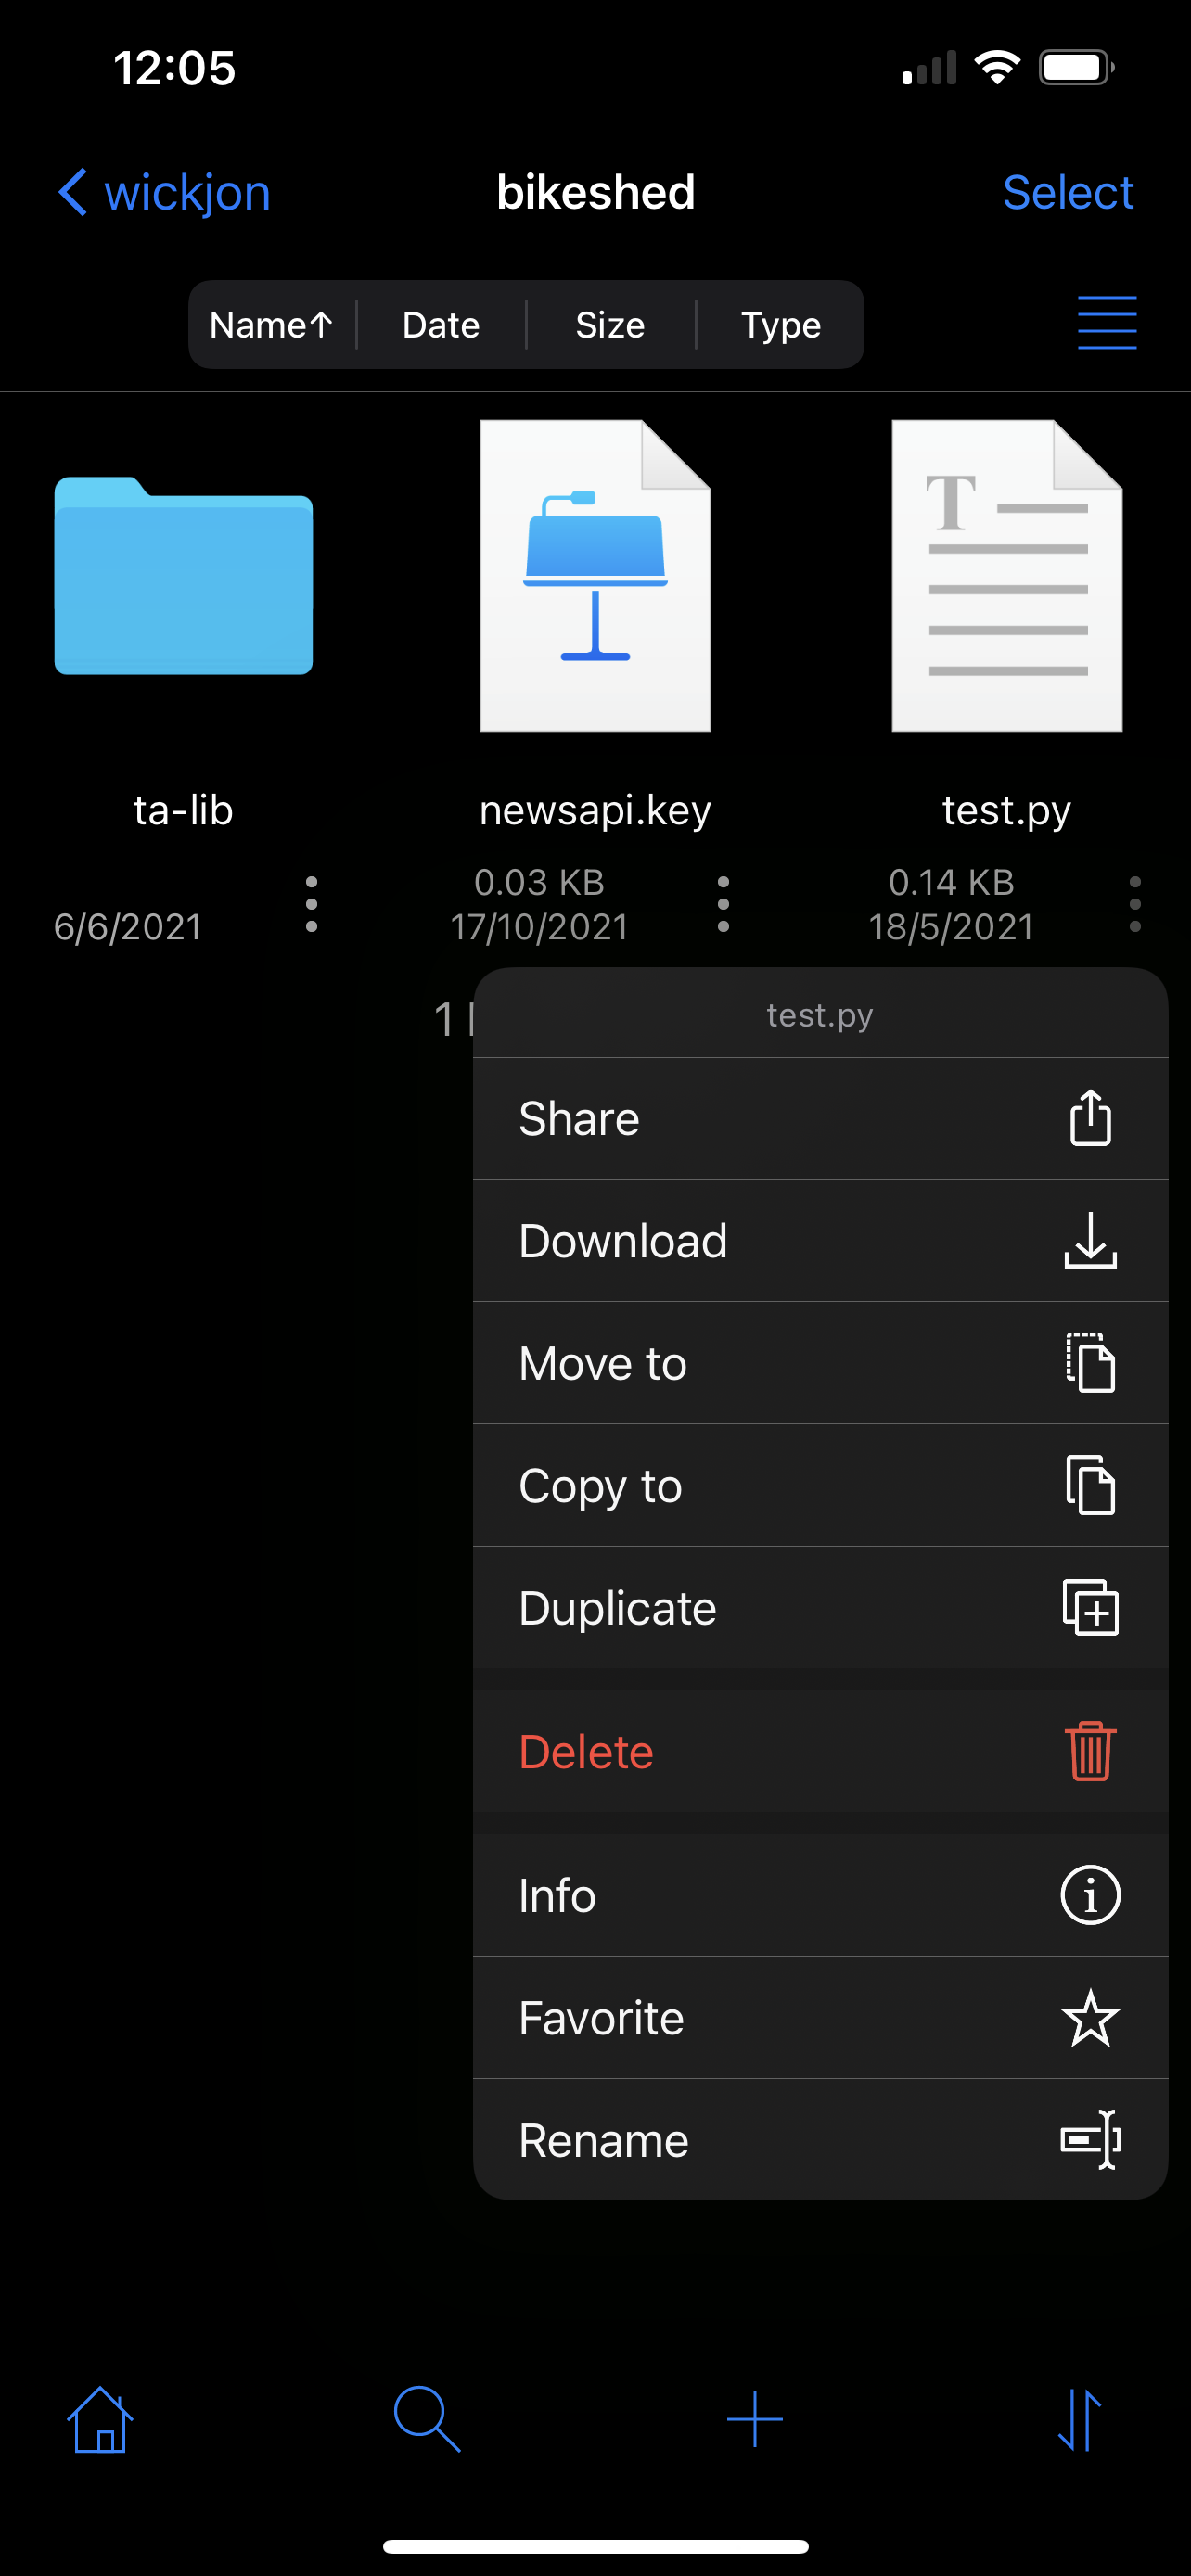 12:05
wickjon bikeshed Select
Name↑ Date Size Type
T
ta-lib newsapi.key test.py
0.03 KB 0.14 KB
6/6/2021 17/10/2021 18/5/2021
1
test.py
Share
Download
Move to
Copy to
Duplicate
Delete
Info
Favorite
Rename